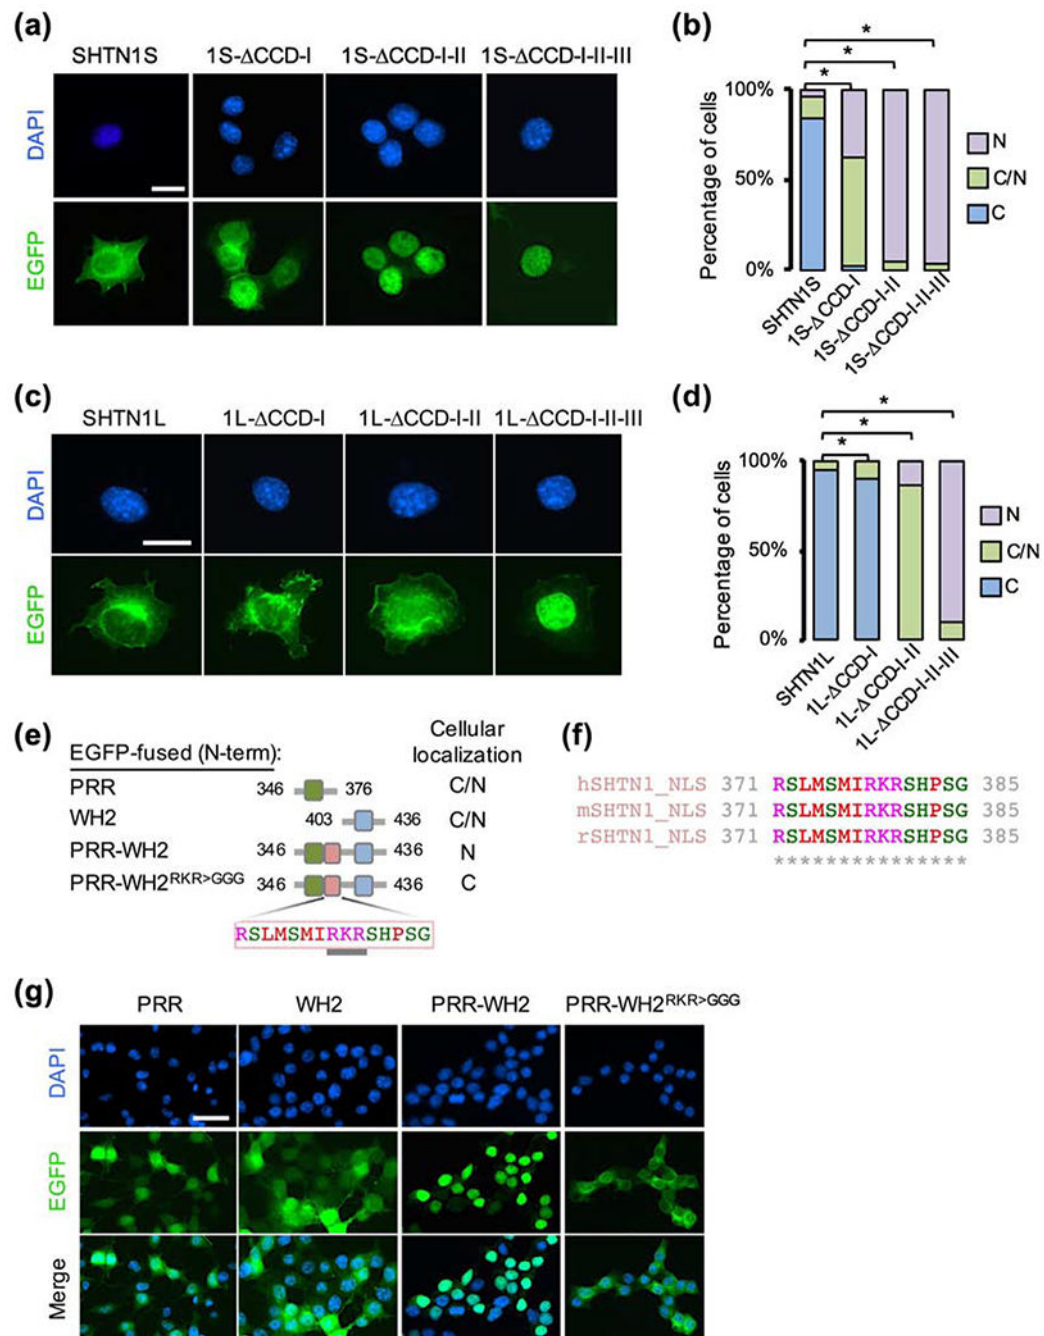 (a)
SHTN1S 1S-ΔCCD-I 1S-ΔCCD-I-II 1S-ΔCCD-I-II-III
DAPI
EGFP
(b)
*
*
*
Percentage of cells
100%
50%
0%
N
C/N
C
SHTN1S
1S-ΔCCD-I
1S-ΔCCD-I-II
1S-ΔCCD-I-II-III
(c)
SHTN1L 1L-ΔCCD-I 1L-ΔCCD-I-II 1L-ΔCCD-I-II-III
DAPI
EGFP
(d)
*
*
*
Percentage of cells
100%
50%
0%
N
C/N
C
SHTN1L
1L-ΔCCD-I
1L-ΔCCD-I-II
1L-ΔCCD-I-II-III
(e)
EGFP-fused (N-term):
Cellular
localization
PRR 346 376 C/N
WH2 403 436 C/N
PRR-WH2 346 436 N
PRR-WH2RKR>GGG 346 436 C
RSLMSMIRKRSHPSG
(f)
hSHTN1_NLS 371 RSLMSMIRKRSHPSG 385
mSHTN1_NLS 371 RSLMSMIRKRSHPSG 385
rSHTN1_NLS 371 RSLMSMIRKRSHPSG 385
***************
(g)
PRR WH2 PRR-WH2 PRR-WH2RKR>GGG
DAPI
EGFP
Merge